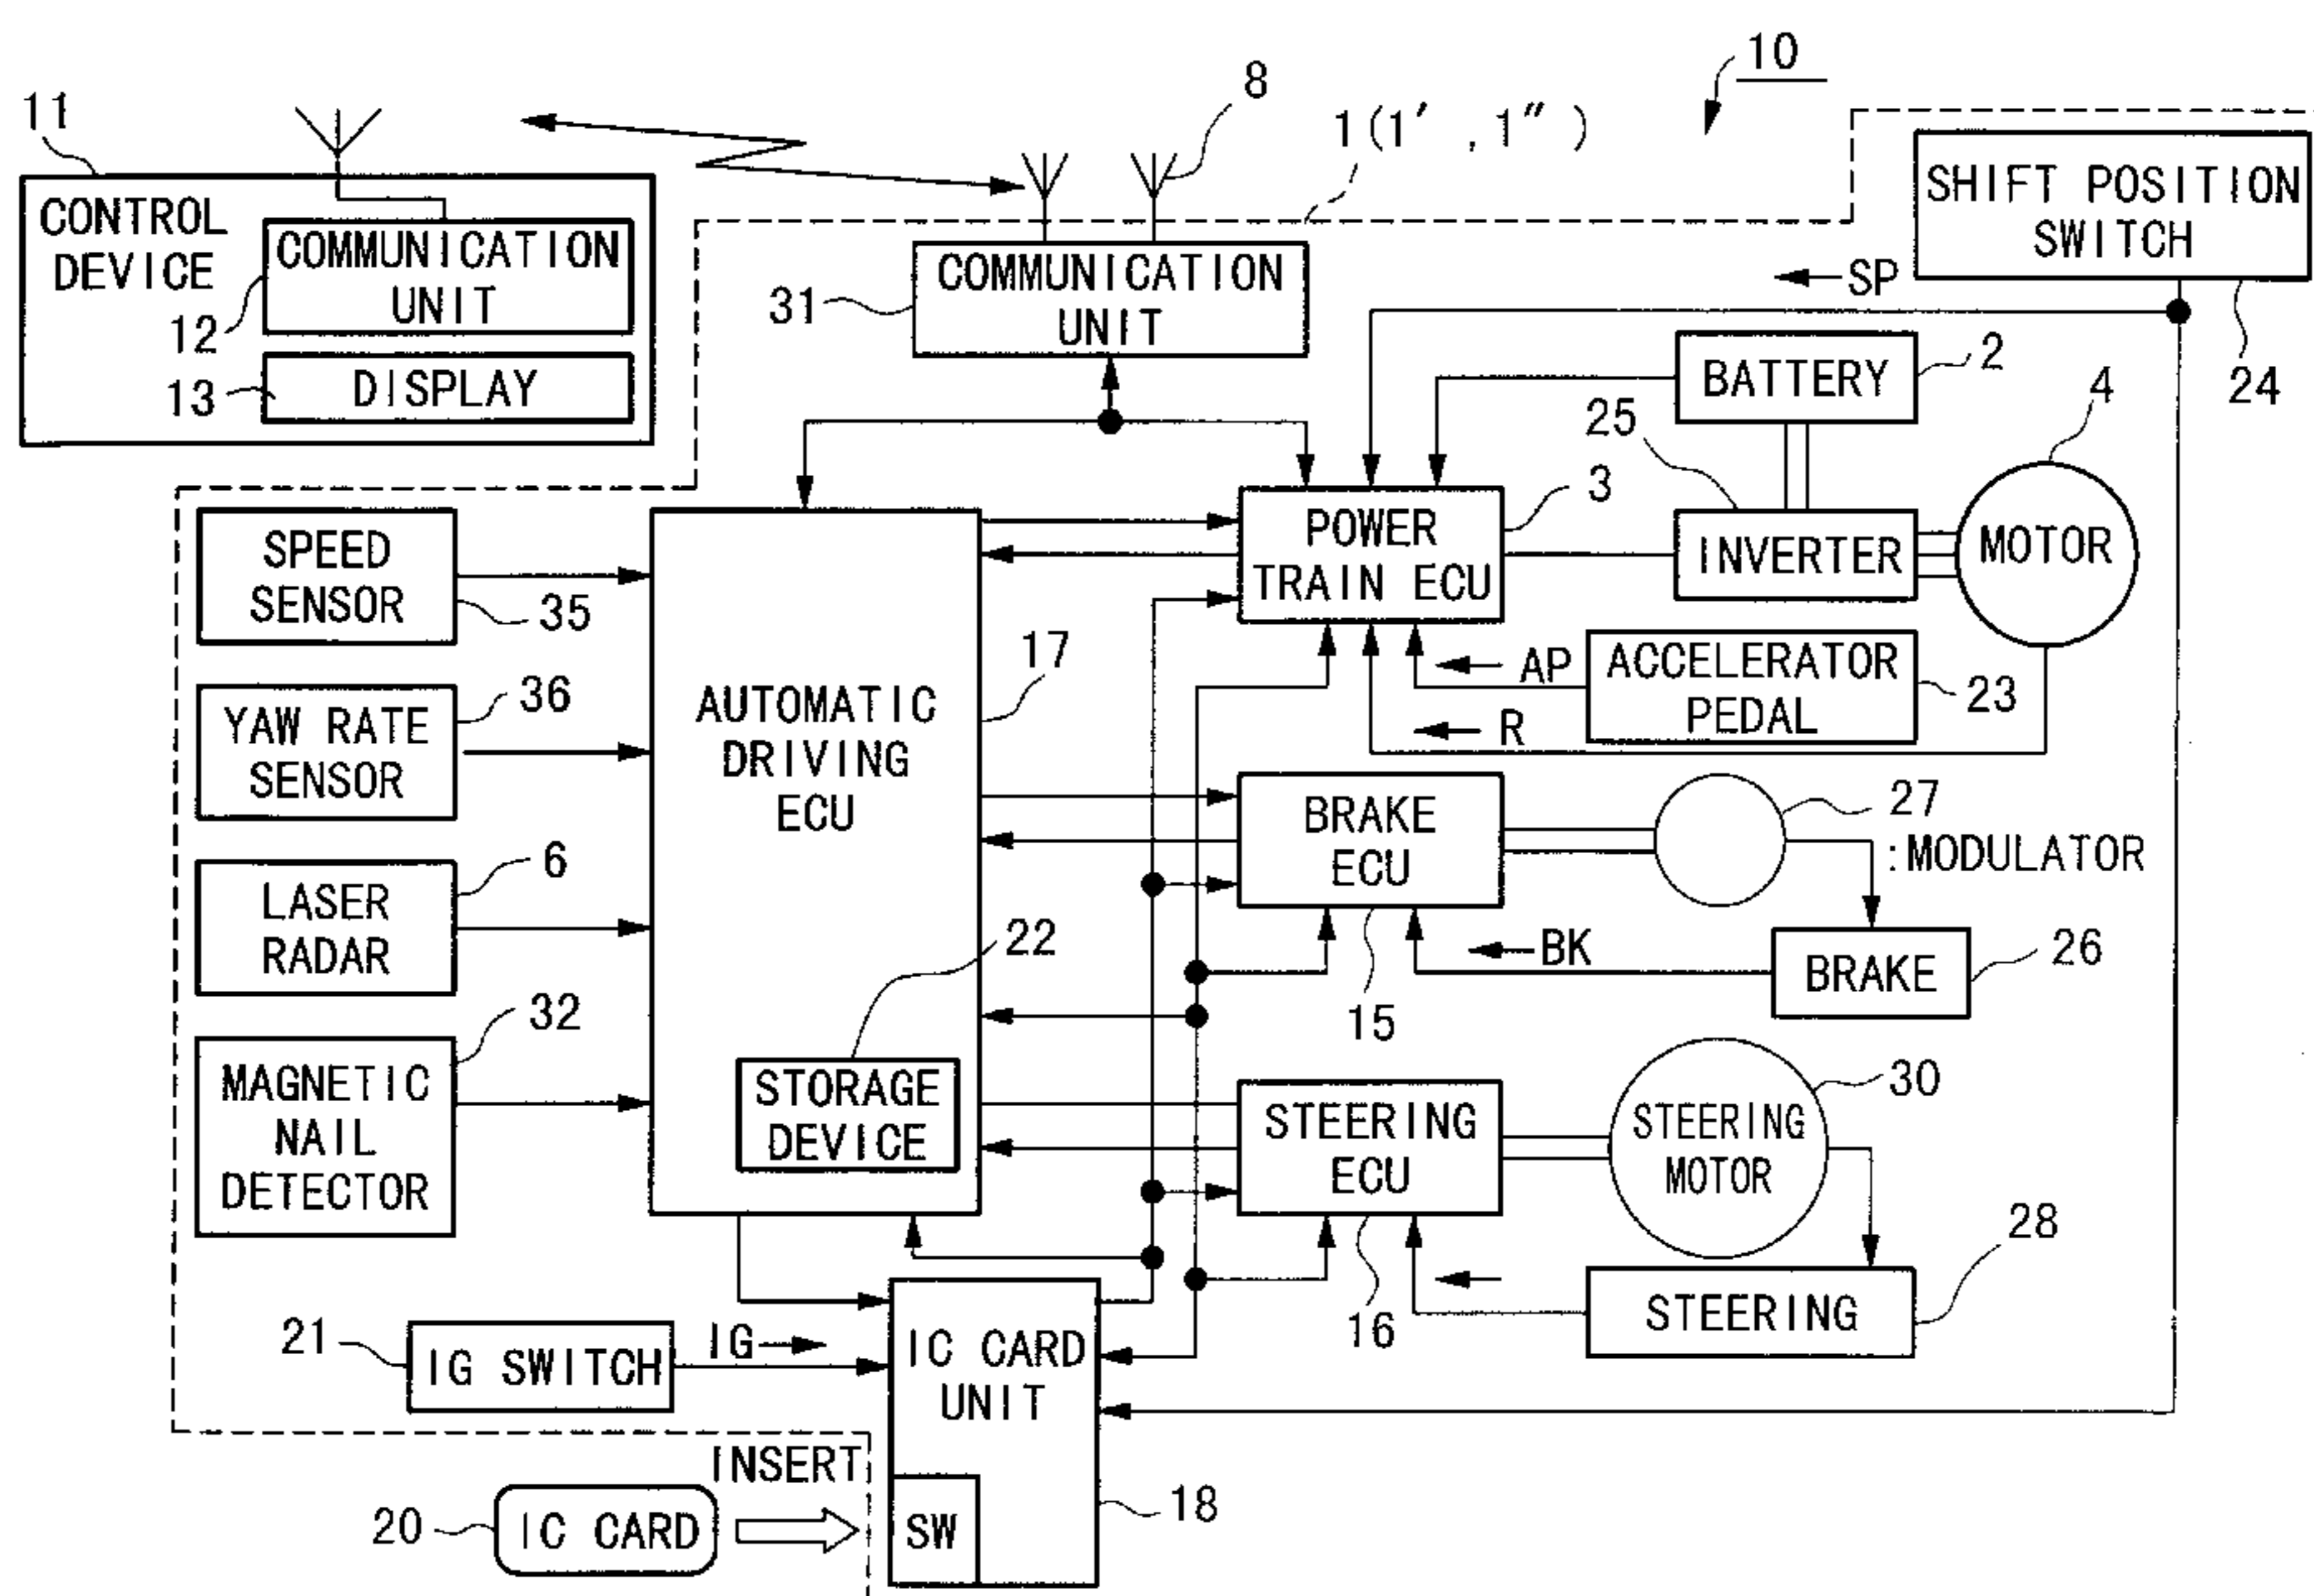 10
8
1(1′,1″)
11
CONTROL
DEVICE
COMMUNICATION
UNIT
12
DISPLAY
13
COMMUNICATION
UNIT
31
SHIFT POSITION
SWITCH
24
SP
BATTERY
2
25
4
INVERTER
MOTOR
POWER
TRAIN ECU
3
SPEED
SENSOR
35
YAW RATE
SENSOR
36
LASER
RADAR
6
MAGNETIC
NAIL
DETECTOR
32
AUTOMATIC
DRIVING
ECU
17
STORAGE
DEVICE
22
AP
ACCELERATOR
PEDAL
23
R
BRAKE
ECU
15
27
:MODULATOR
BK
BRAKE
26
STEERING
ECU
16
STEERING
MOTOR
30
STEERING
28
21
IG SWITCH
IG
IC CARD
UNIT
SW
18
INSERT
20
IC CARD